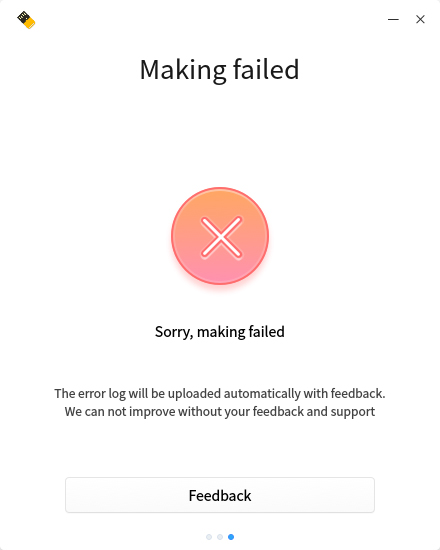 Making failed
Sorry, making failed
The error log will be uploaded automatically with feedback.
We can not improve without your feedback and support
Feedback